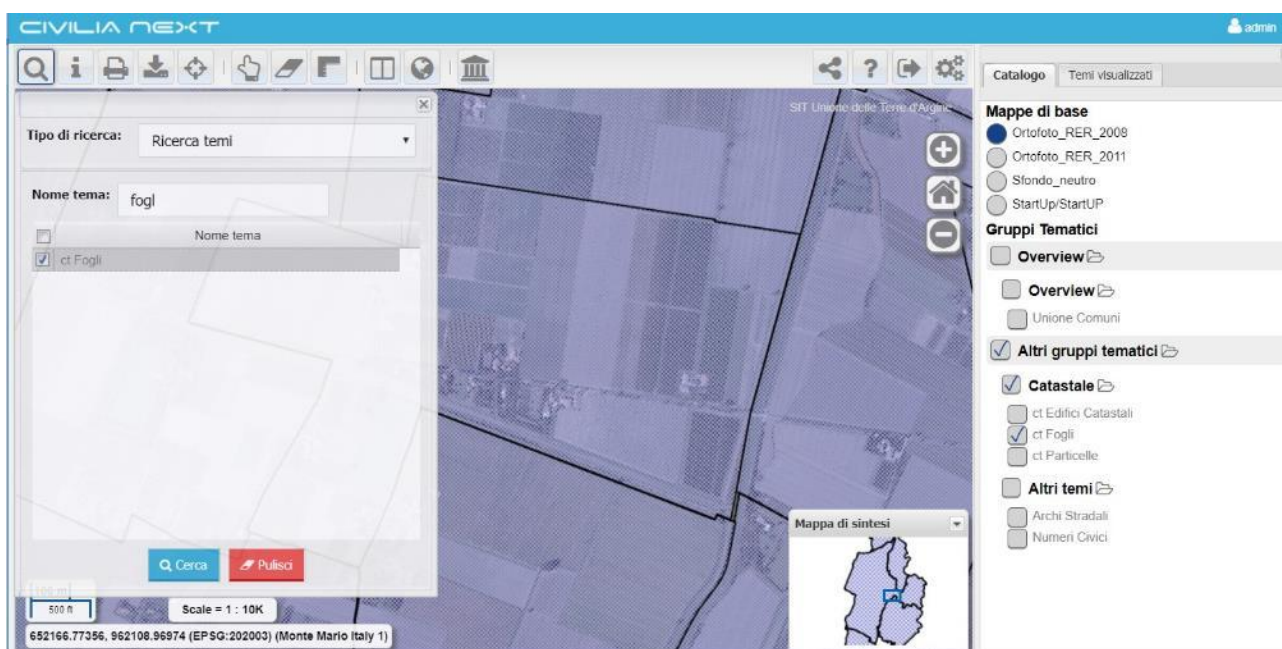 CIVILIA NEXT
admin
SIT Unione delle Terre d'Argine
Tipo di ricerca:
Ricerca temi
Nome tema:
fogl
Nome tema
ct Fogli
Cerca
Pulisci
500 ft
Scale = 1 : 10K
652166.77356, 962108.96974 (EPSG:202003) (Monte Mario Italy 1)
Mappa di sintesi
Catalogo
Temi visualizzati
Mappe di base
Ortofoto_RER_2008
Ortofoto_RER_2011
Sfondo_neutro
StartUp/StartUP
Gruppi Tematici
Overview
Overview
Unione Comuni
Altri gruppi tematici
Catastale
ct Edifici Catastali
ct Fogli
ct Particelle
Altri temi
Archi Stradali
Numeri Civici